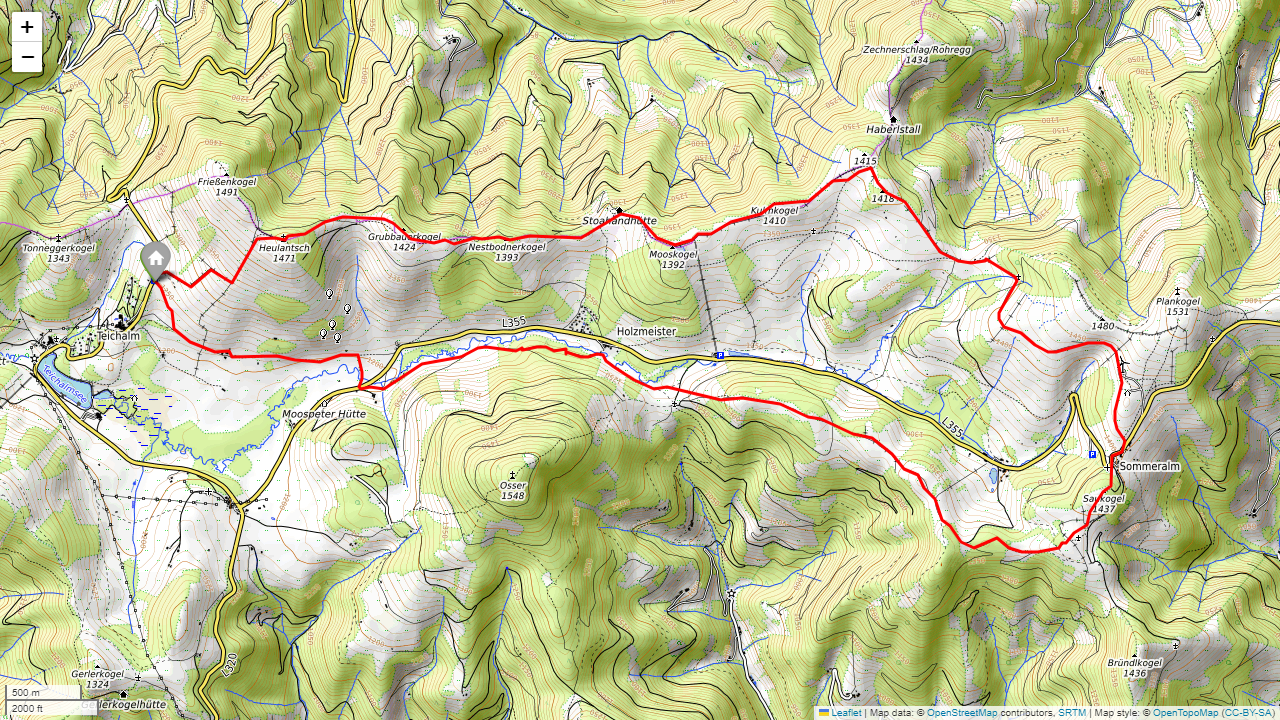 +
−
Zechnerschlag/Rohregg
1434
Haberlstall
1415
1418
Frießenkogel
1491
Tonneggerkogel
1343
Heulantsch
1471
Grubbauerkogel
1424
Nestbodnerkogel
1393
Stoahandhütte
Mooskogel
1392
Kulmkogel
1410
Plankogel
1531
1480
Teichalm
Teichalmsee
L355
Holzmeister
P
Moospeter Hütte
Osser
1548
L355
P
Sommeralm
Saukogel
1437
L320
Gerlerkogel
1324
Gerlerkogelhütte
Bründlkogel
1436
500 m
2000 ft
Leaflet | Map data: © OpenStreetMap contributors, SRTM | Map style: © OpenTopoMap (CC-BY-SA)